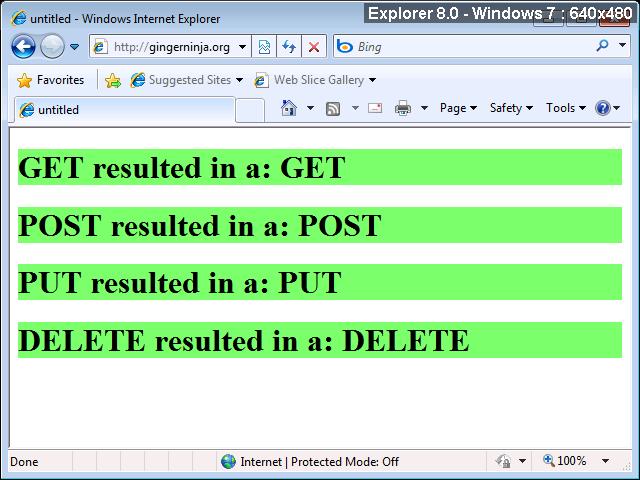 untitled - Windows Internet Explorer
Explorer 8.0 - Windows 7 : 640x480
http://gingerninja.org
Bing
Favorites
Suggested Sites
Web Slice Gallery
untitled
Page
Safety
Tools
GET resulted in a: GET
POST resulted in a: POST
PUT resulted in a: PUT
DELETE resulted in a: DELETE
Done
Internet | Protected Mode: Off
100%